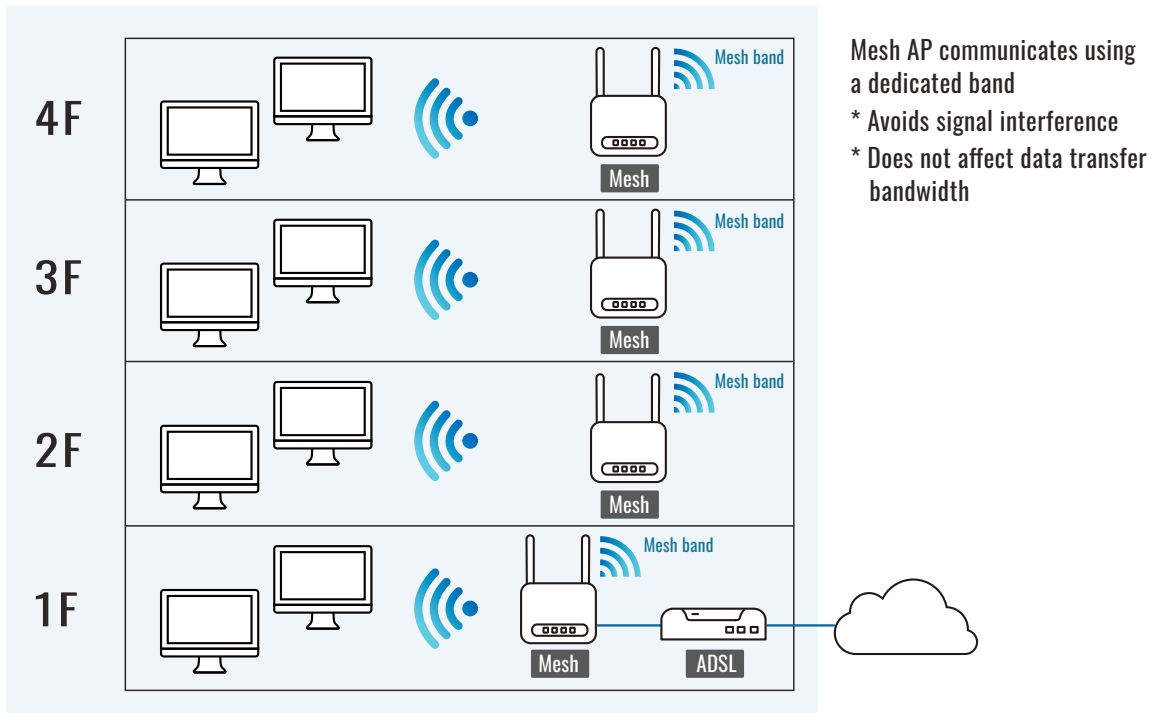 Mesh AP communicates using
a dedicated band
* Avoids signal interference
* Does not affect data transfer
bandwidth
4F
Mesh band
Mesh
3F
Mesh band
Mesh
2F
Mesh band
Mesh
1F
Mesh band
Mesh
ADSL